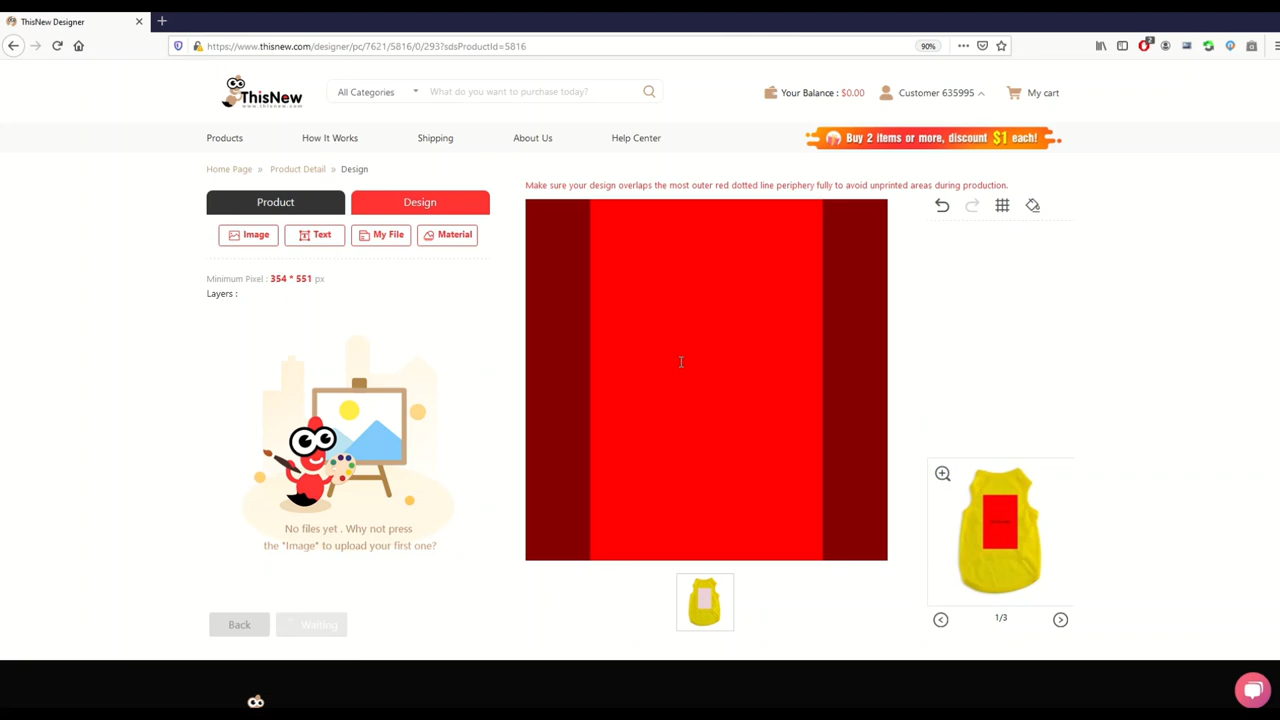 ThisNew Designer
https://www.thisnew.com/designer/pc/7621/5816/0/293?sdsProductId=5816
90%
2
ThisNew
www.thisnew.com
All Categories
What do you want to purchase today?
Your Balance : $0.00
Customer 635995
My cart
Products
How It Works
Shipping
About Us
Help Center
Buy 2 items or more, discount $1 each!
Home Page » Product Detail » Design
Make sure your design overlaps the most outer red dotted line periphery fully to avoid unprinted areas during production.
Product
Design
Image
Text
My File
Material
Minimum Pixel : 354 * 551 px
Layers :
No files yet . Why not press
the "Image" to upload your first one?
Back
Waiting
1/3